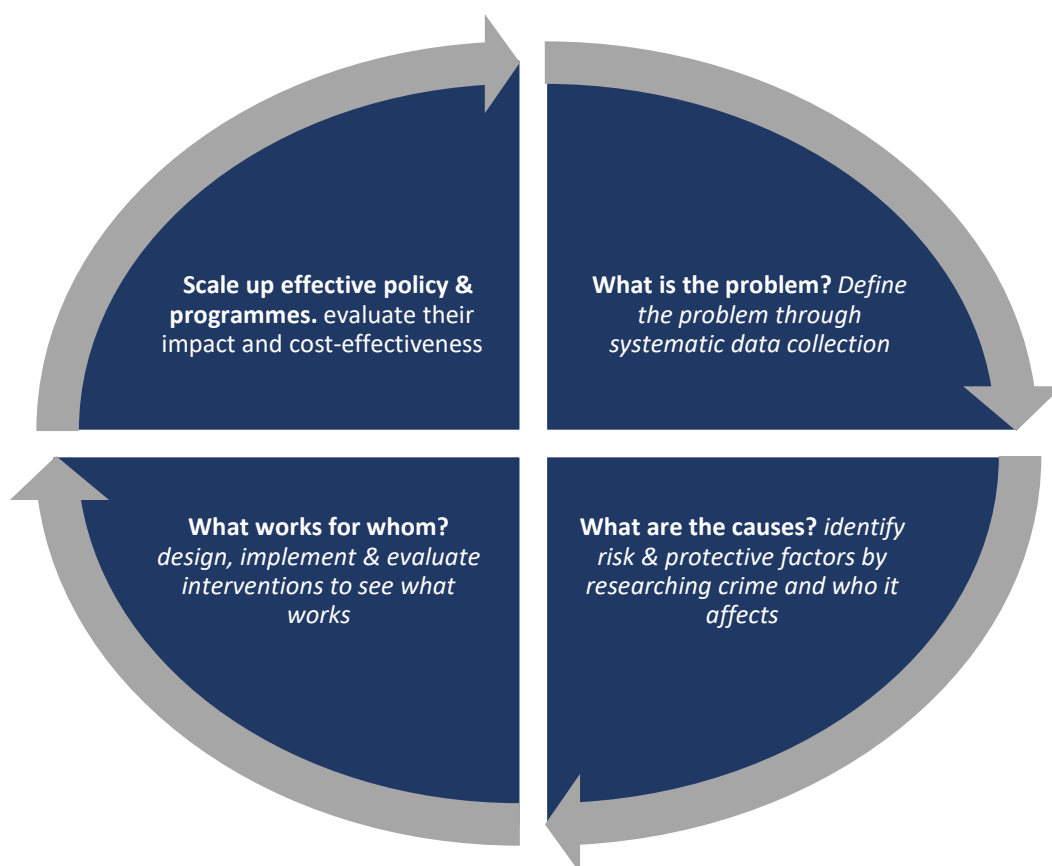 Scale up effective policy &
programmes. evaluate their
impact and cost-effectiveness
What is the problem? Define
the problem through
systematic data collection
What works for whom?
design, implement & evaluate
interventions to see what
works
What are the causes? identify
risk & protective factors by
researching crime and who it
affects